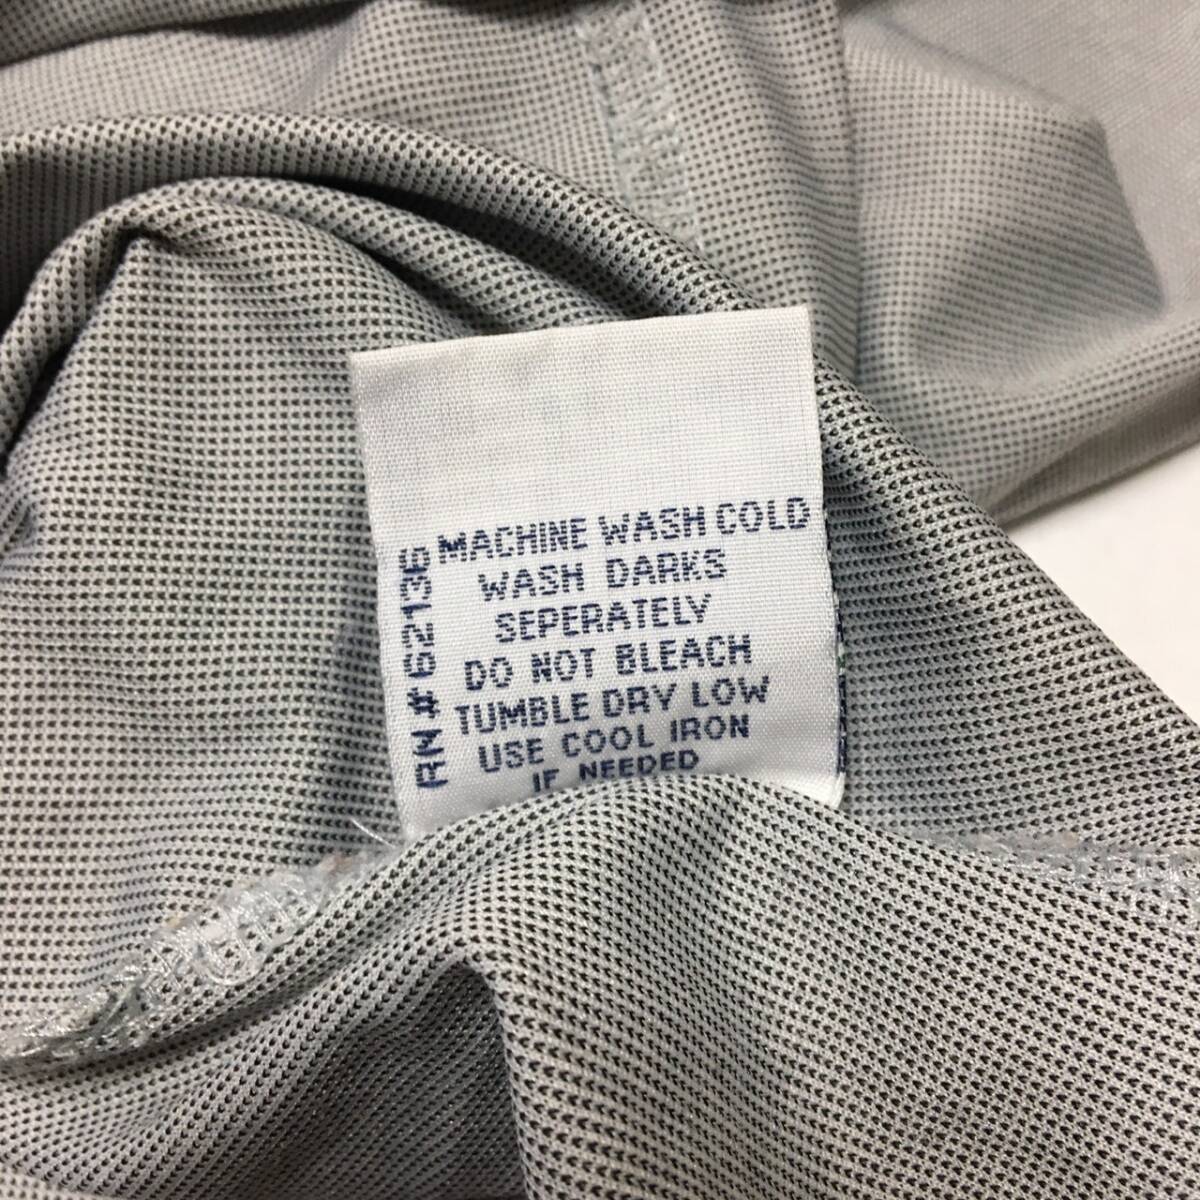 MACHINE WASH COLD
WASH DARKS
SEPERATELY
DO NOT BLEACH
TUMBLE DRY LOW
USE COOL IRON
IF NEEDED
RN # 62136